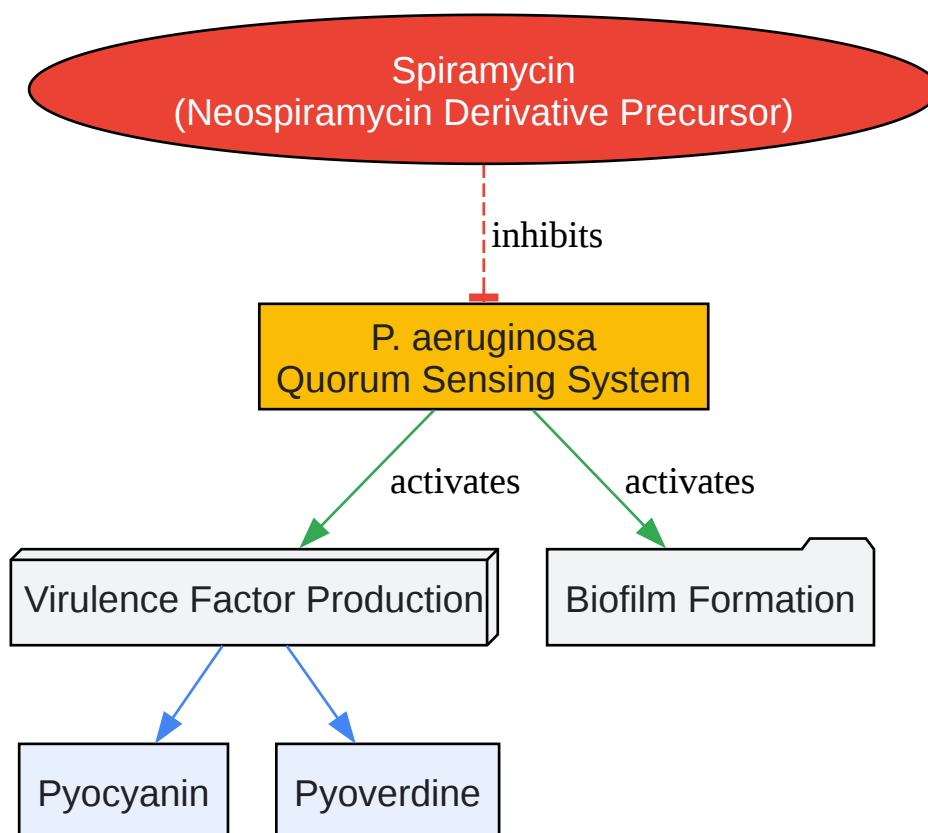 Spiramycin
(Neospiramycin Derivative Precursor)
inhibits
P. aeruginosa
Quorum Sensing System
activates
activates
Virulence Factor Production
Biofilm Formation
Pyocyanin
Pyoverdine